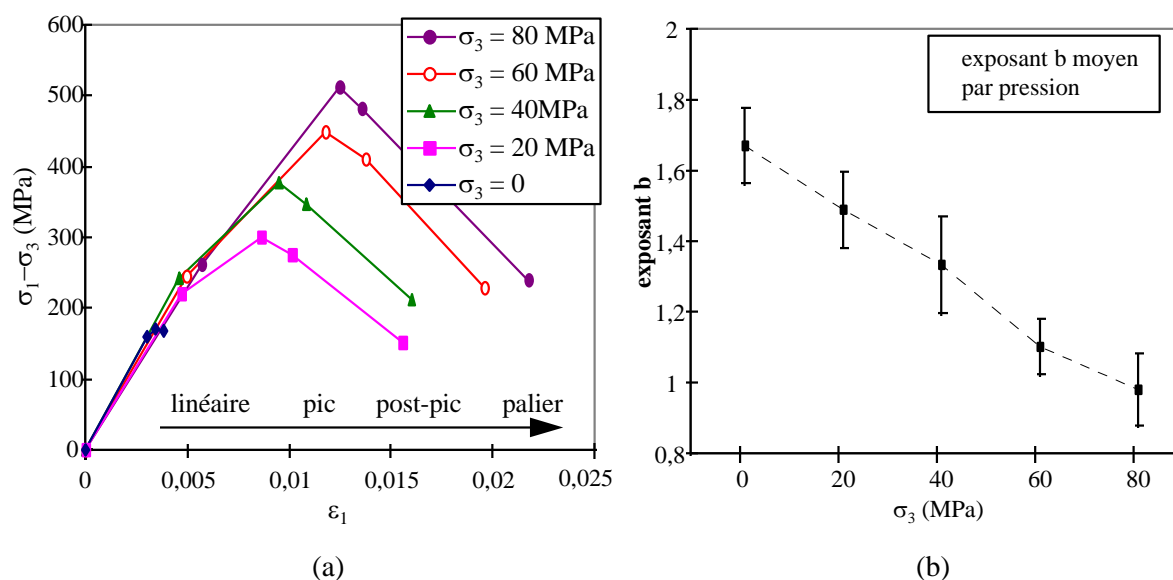 600
500
400
300
200
100
0
σ1–σ3 (MPa)
σ3 = 80 MPa
σ3 = 60 MPa
σ3 = 40MPa
σ3 = 20 MPa
σ3 = 0
linéaire pic post-pic palier
0 0,005 0,01 0,015 0,02 0,025
ε1
(a)
2
1,8
1,6
1,4
1,2
1
0,8
exposant b
exposant b moyen
par pression
0 20 40 60 80
σ3 (MPa)
(b)